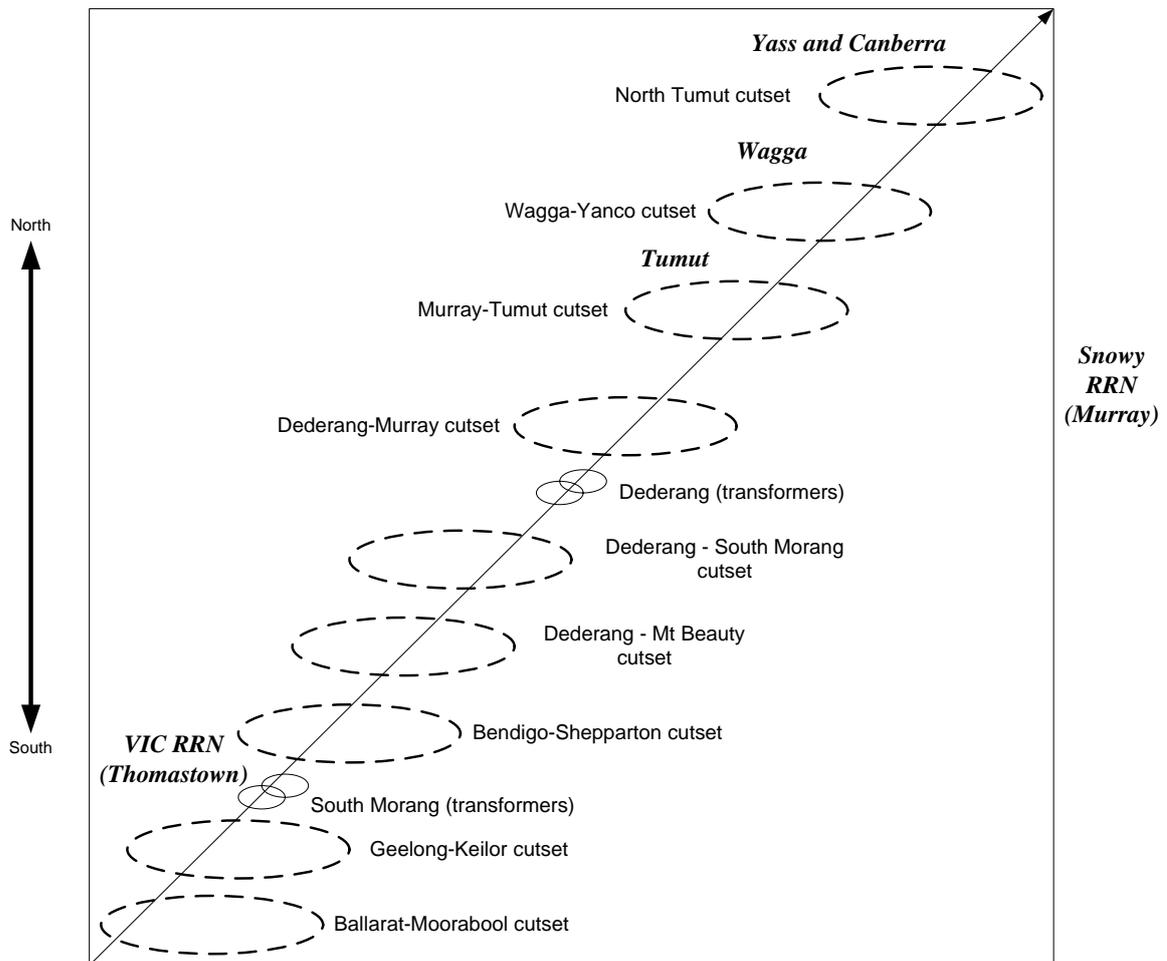 Yass and Canberra
North Tumut cutset
Wagga
Wagga-Yanco cutset
North
Tumut
Murray-Tumut cutset
Snowy
RRN
(Murray)
Dederang-Murray cutset
Dederang (transformers)
Dederang - South Morang
cutset
Dederang - Mt Beauty
cutset
South
VIC RRN
(Thomastown)
Bendigo-Shepparton cutset
South Morang (transformers)
Geelong-Keilor cutset
Ballarat-Moorabool cutset